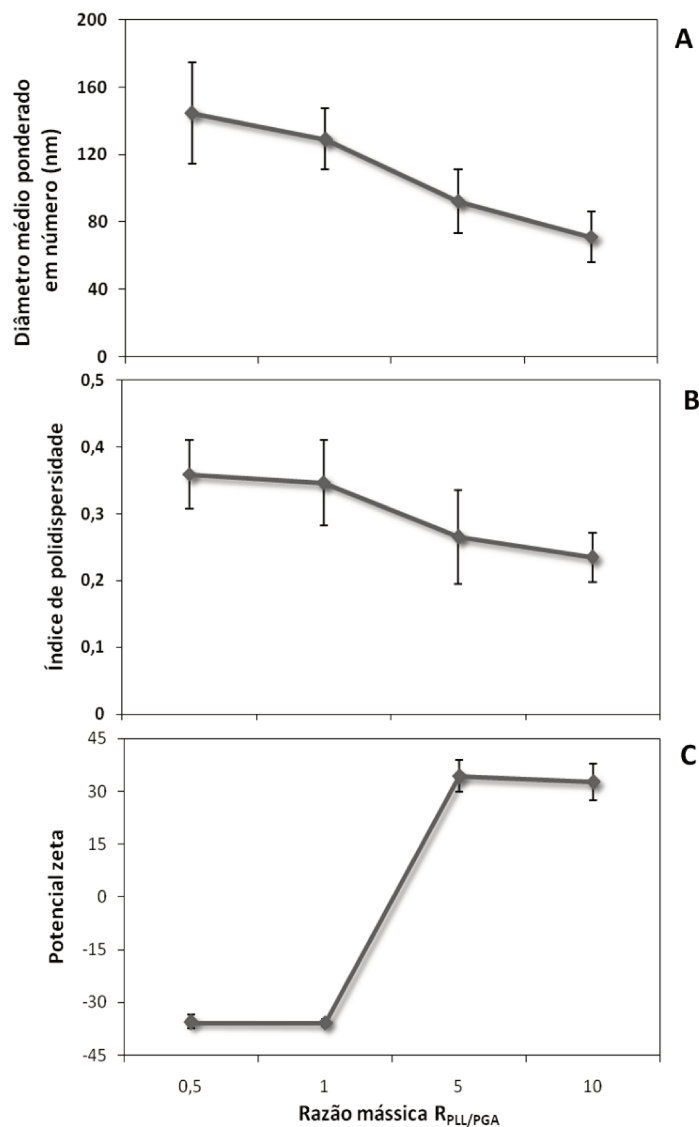 A
Diâmetro médio ponderado
em número (nm)
200
160
120
80
40
0
B
Índice de polidispersidade
0,5
0,4
0,3
0,2
0,1
0
C
Potencial zeta
45
30
15
0
-15
-30
-45
0,5 1 5 10
Razão mássica R_PLL/PGA